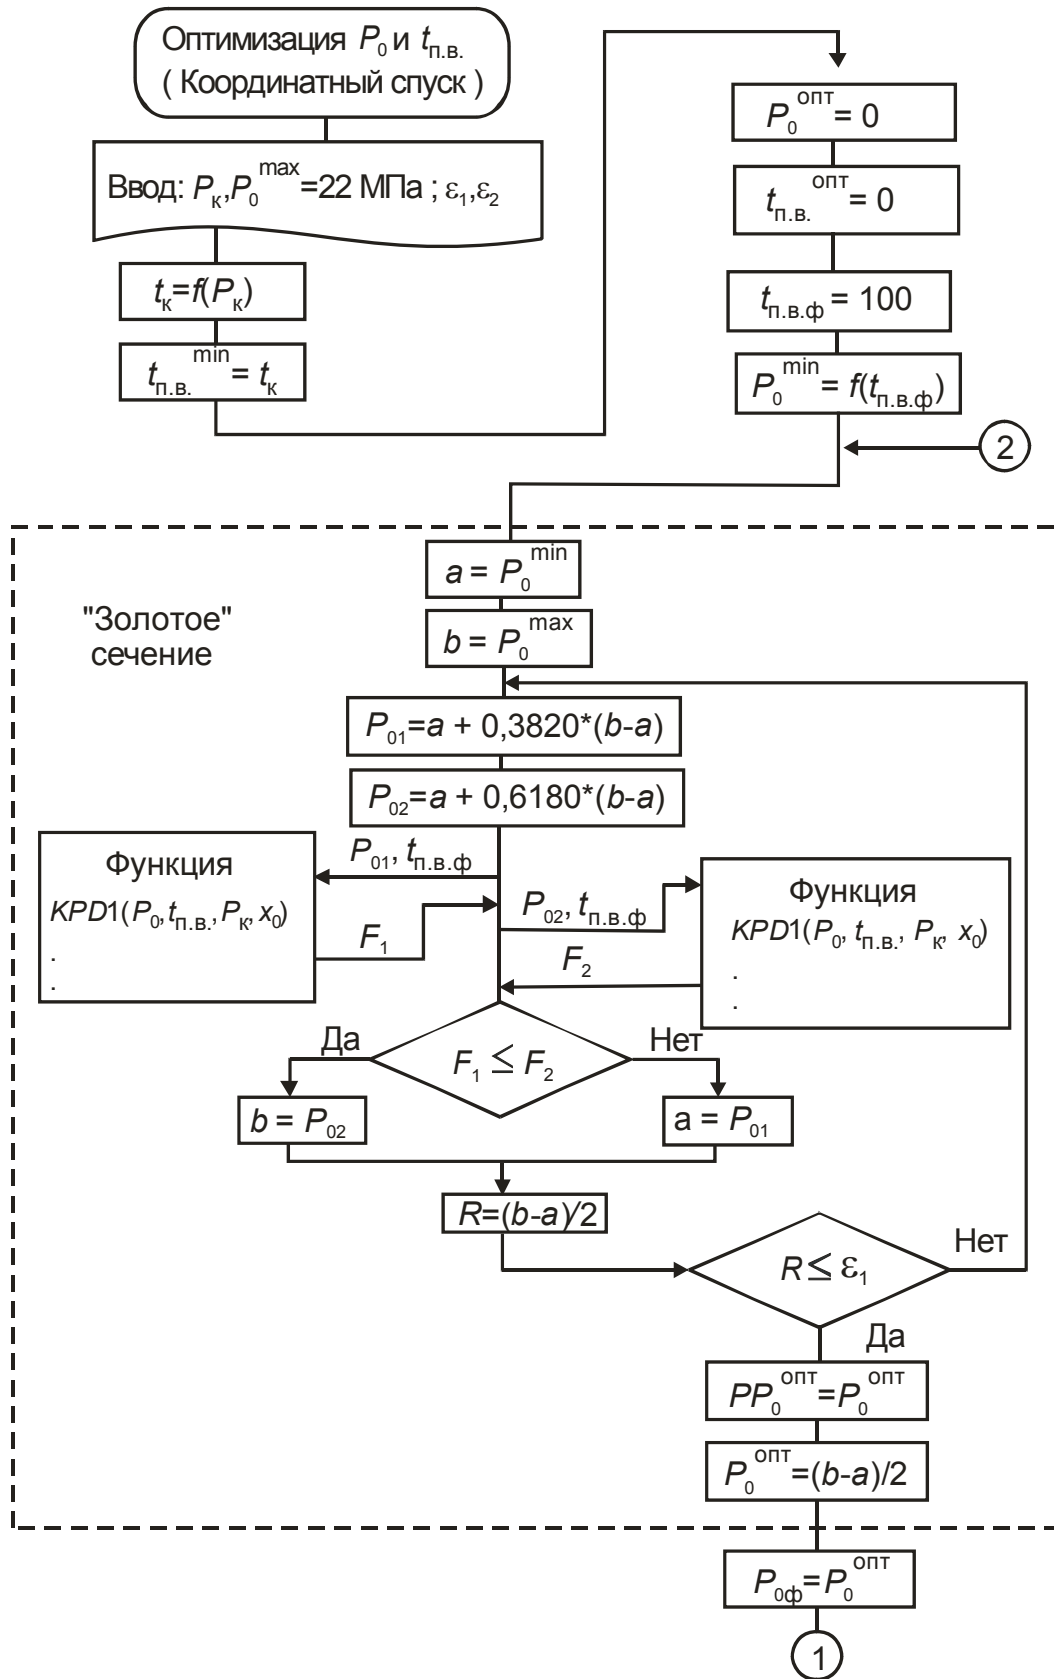 Оптимизация P₀ и tп.в.
( Координатный спуск )
Ввод: Pк,P₀max=22 МПа ; ε₁,ε₂
tк=f(Pк)
tп.в.min= tк
P₀опт= 0
tп.в.опт= 0
tп.в.ф = 100
P₀min= f(tп.в.ф)
2
"Золотое"
сечение
a = P₀min
b = P₀max
P₀₁=a + 0,3820*(b-a)
P₀₂=a + 0,6180*(b-a)
Функция
KPD1(P₀,tп.в.,Pк,x₀)
.
.
P₀₁, tп.в.ф
F₁
P₀₂, tп.в.ф
F₂
Функция
KPD1(P₀, tп.в., Pк, x₀)
.
.
Да
F₁ ≤ F₂
Нет
b = P₀₂
a = P₀₁
R=(b-a)/2
R ≤ ε₁
Нет
Да
PP₀опт=P₀опт
P₀опт=(b-a)/2
P₀ф=P₀опт
1